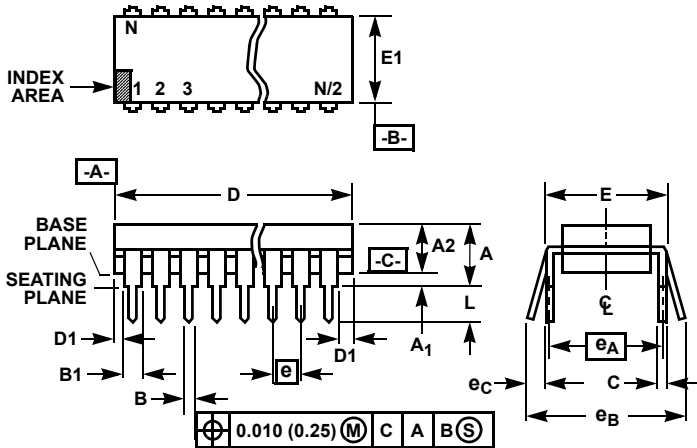 N
INDEX
AREA
1 2 3 N/2
E1
-B-
-A-
D
E
BASE
PLANE
SEATING
PLANE
A2
A
-C-
L
D1
B1
B
A1
e
D1
℄
eA
eC
C
eB
⌖ 0.010 (0.25) Ⓜ C A B Ⓢ